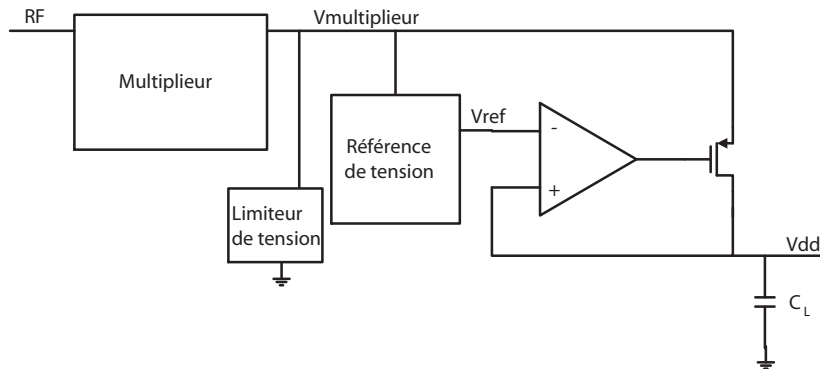 RF
Vmultiplieur
Multiplieur
Vref
-
Référence
de tension
+
Limiteur
de tension
Vdd
C L